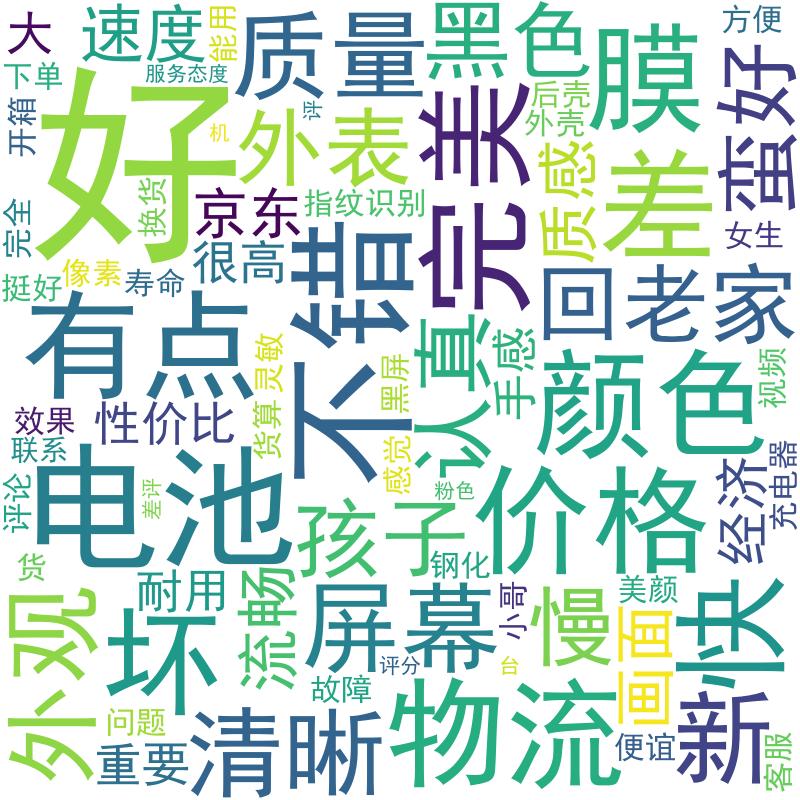 大
速度
能用
质量
黑色
膜
方便
下单
服务态度
后壳
外壳
开箱
好
机
评
外表
完美
蛮好
换货
京东
指纹识别
质感
差
完全
很高
女生
挺好
像素
寿命
不错
回
老家
有点
灵敏
认真
手感
颜色
视频
黑屏
效果
性价比
货算
联系
感觉
评论
电池
差评
粉色
价格
经济
充电器
孩子
货
耐用
钢化
外观
坏
流畅
屏幕
小哥
慢
美颜
画面
快
评分
台
故障
问题
重要
清晰
物流
便谊
新
客服